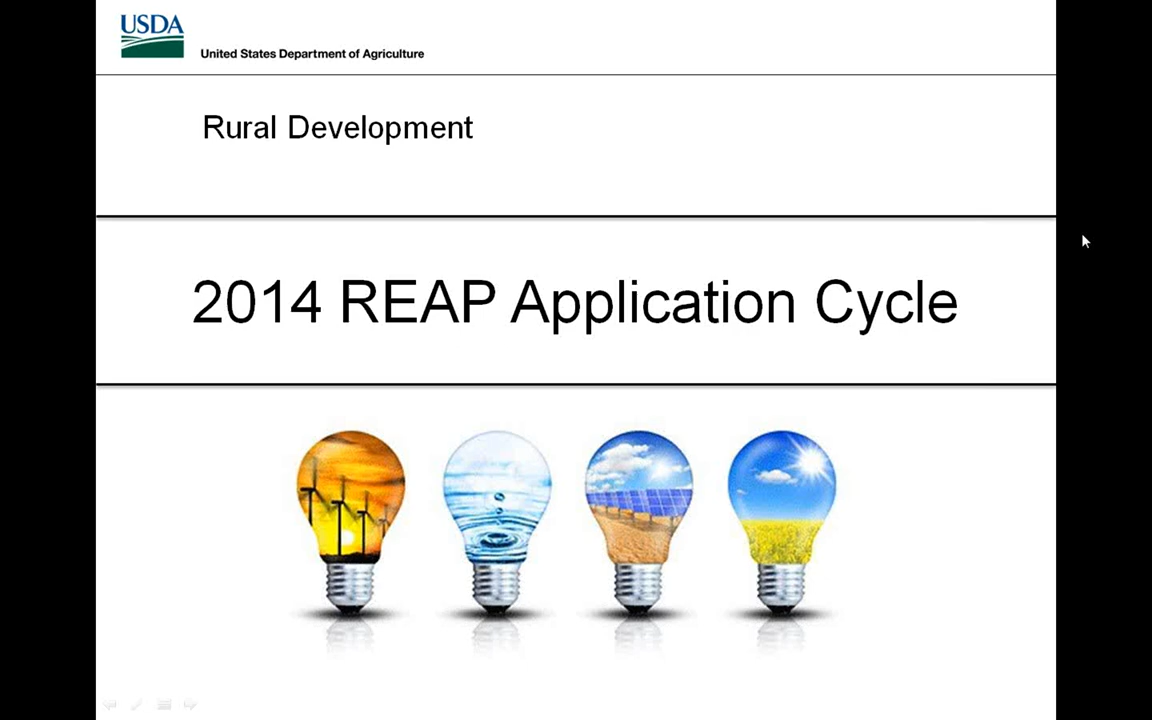 USDA
United States Department of Agriculture
Rural Development
2014 REAP Application Cycle